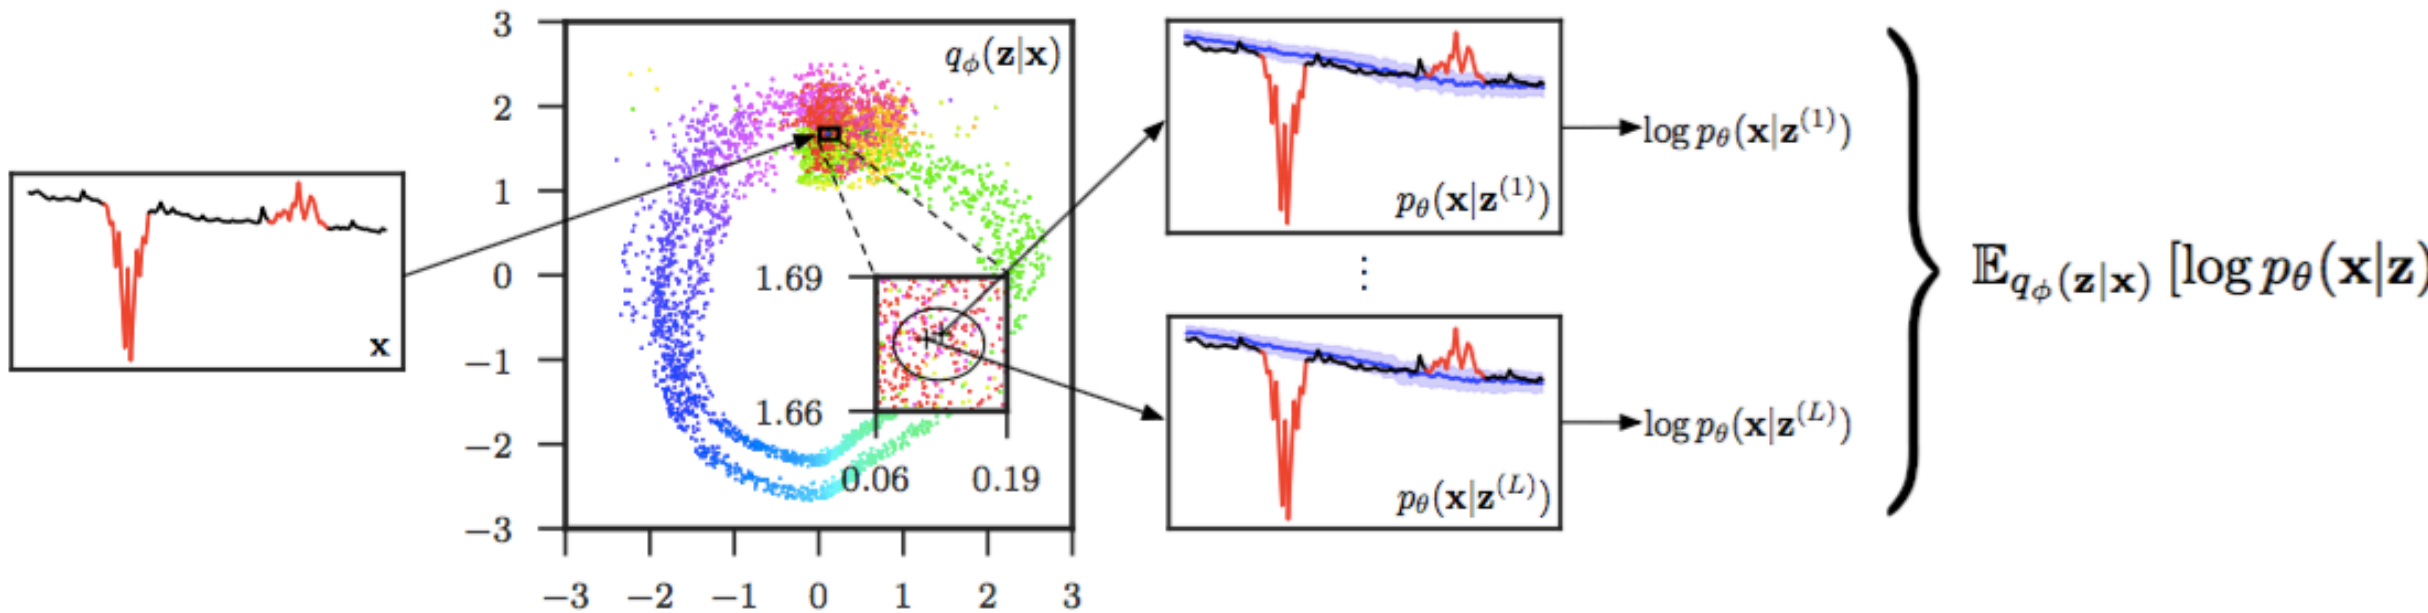 x
3
2
1
0
−1
−2
−3
−3 −2 −1 0 1 2 3
q_ϕ(z|x)
1.69
1.66
0.06 0.19
p_θ(x|z^(1))
⋮
p_θ(x|z^(L))
log p_θ(x|z^(1))
log p_θ(x|z^(L))
𝔼_{q_ϕ(z|x)} [log p_θ(x|z)